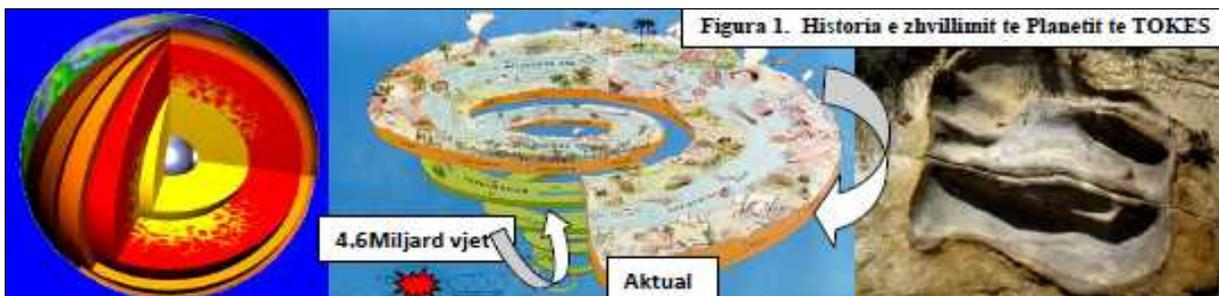 Figura 1. Historia e zhvillimit te Planetit te TOKES
4.6Miljard vjet
Aktual